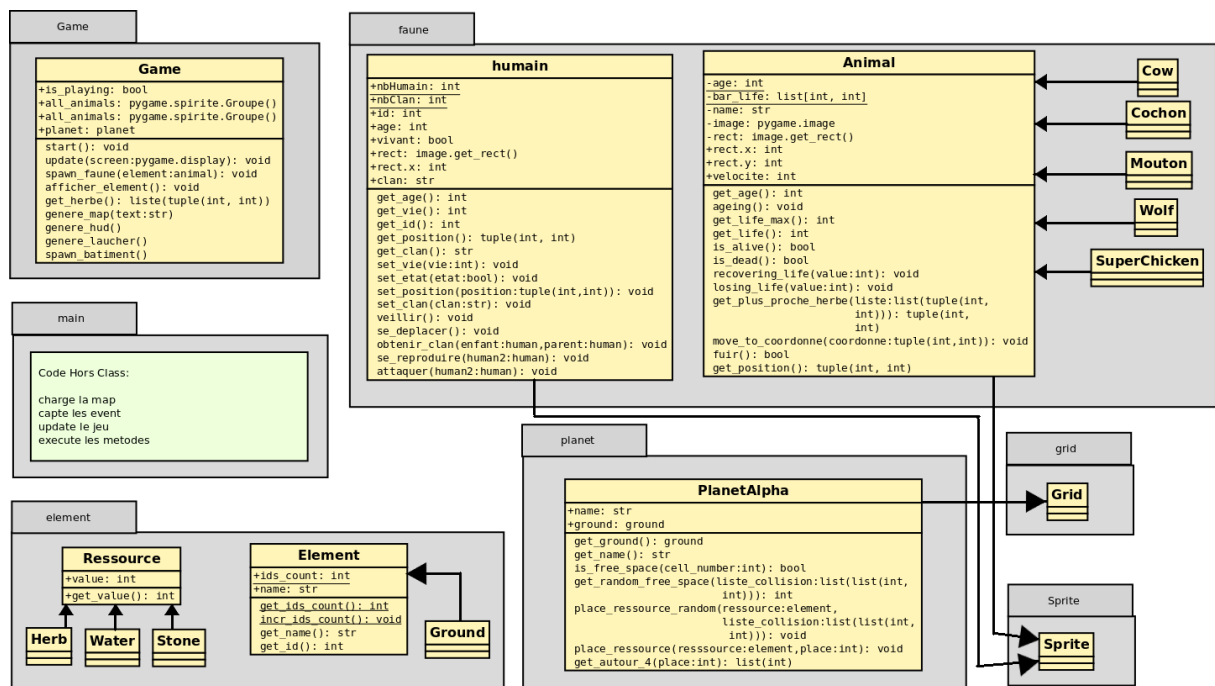 Game
Game
+is_playing: bool
+all_animals: pygame.spirite.Groupe()
+all_animals: pygame.spirite.Groupe()
+planet: planet
start(): void
update(screen:pygame.display): void
spawn_faune(element:animal): void
afficher_element(): void
get_herbe(): liste(tuple(int, int))
genere_map(text:str)
genere_hud()
genere_laucher()
spawn_batiment()
main
Code Hors Class:
charge la map
capte les event
update le jeu
execute les metodes
faune
humain
+nbHumain: int
+nbClan: int
+id: int
+age: int
+vivant: bool
+rect: image.get_rect()
+rect.x: int
+clan: str
get_age(): int
get_vie(): int
get_id(): int
get_position(): tuple(int, int)
get_clan(): str
set_vie(vie:int): void
set_etat(etat:bool): void
set_position(position:tuple(int,int)): void
set_clan(clan:str): void
veillir(): void
se_deplacer(): void
obtenir_clan(enfant:human,parent:human): void
se_reproduire(human2:human): void
attaquer(human2:human): void
Animal
-age: int
-bar_life: list[int, int]
-name: str
-image: pygame.image
-rect: image.get_rect()
+rect.x: int
+rect.y: int
+velocite: int
get_age(): int
ageing(): void
get_life_max(): int
get_life(): int
is_alive(): bool
is_dead(): bool
recovering_life(value:int): void
losing_life(value:int): void
get_plus_proche_herbe(liste:list(tuple(int,
int))): tuple(int,
int)
move_to_coordonne(coordonne:tuple(int,int)): void
fuir(): bool
get_position(): tuple(int, int)
Cow
Cochon
Mouton
Wolf
SuperChicken
element
Ressource
+value: int
+get_value(): int
Herb
Water
Stone
Element
+ids_count: int
+name: str
get_ids_count(): int
incr_ids_count(): void
get_name(): str
get_id(): int
Ground
planet
PlanetAlpha
+name: str
+ground: ground
get_ground(): ground
get_name(): str
is_free_space(cell_number:int): bool
get_random_free_space(liste_collision:list(list(int,
int))): int
place_ressource_random(ressource:element,
liste_collision:list(list(int,
int))): void
place_ressource(resssource:element,place:int): void
get_autour_4(place:int): list(int)
grid
Grid
Sprite
Sprite